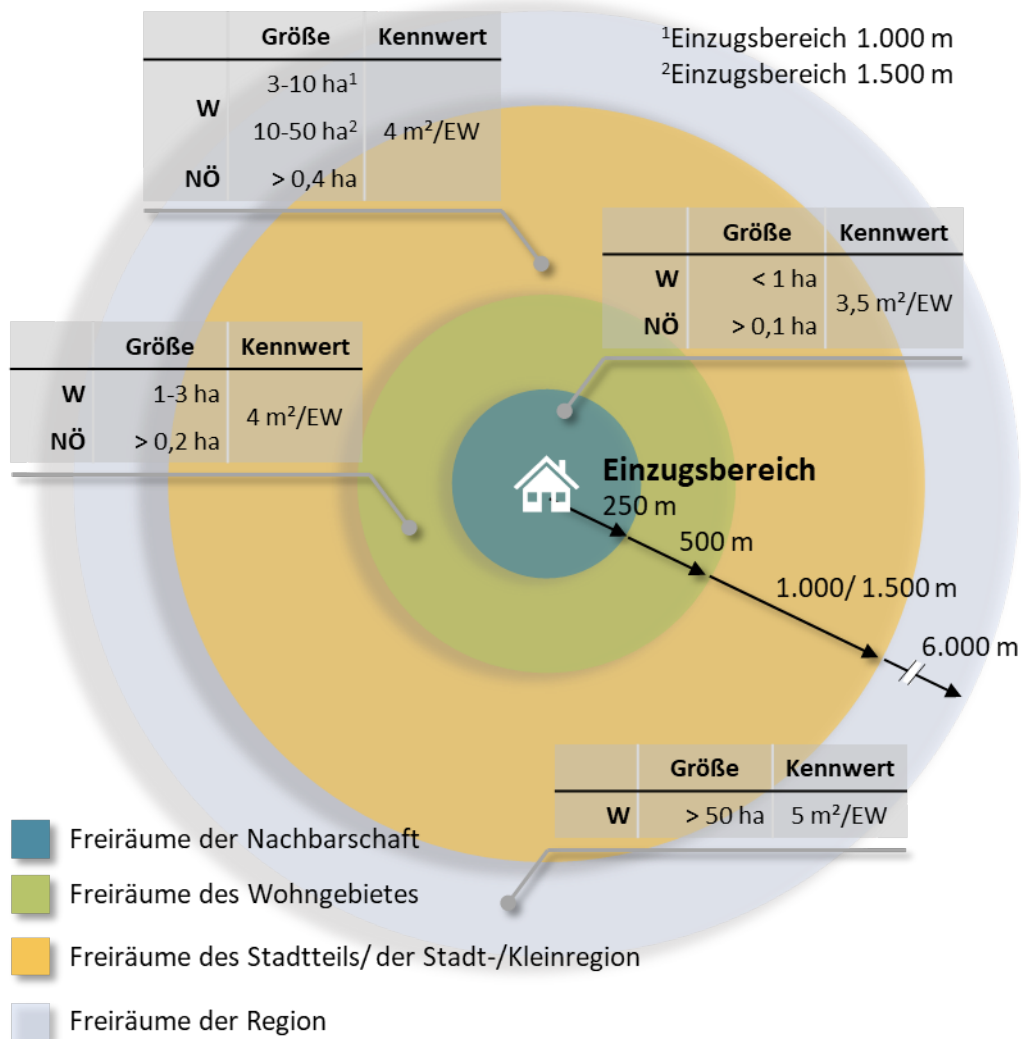 ¹Einzugsbereich 1.000 m
²Einzugsbereich 1.500 m
Größe Kennwert
W 3-10 ha¹
10-50 ha² 4 m²/EW
NÖ > 0,4 ha
Größe Kennwert
W < 1 ha 3,5 m²/EW
NÖ > 0,1 ha
Größe Kennwert
W 1-3 ha 4 m²/EW
NÖ > 0,2 ha
Einzugsbereich
250 m
500 m
1.000/ 1.500 m
6.000 m
Größe Kennwert
W > 50 ha 5 m²/EW
Freiräume der Nachbarschaft
Freiräume des Wohngebietes
Freiräume des Stadtteils/ der Stadt-/Kleinregion
Freiräume der Region